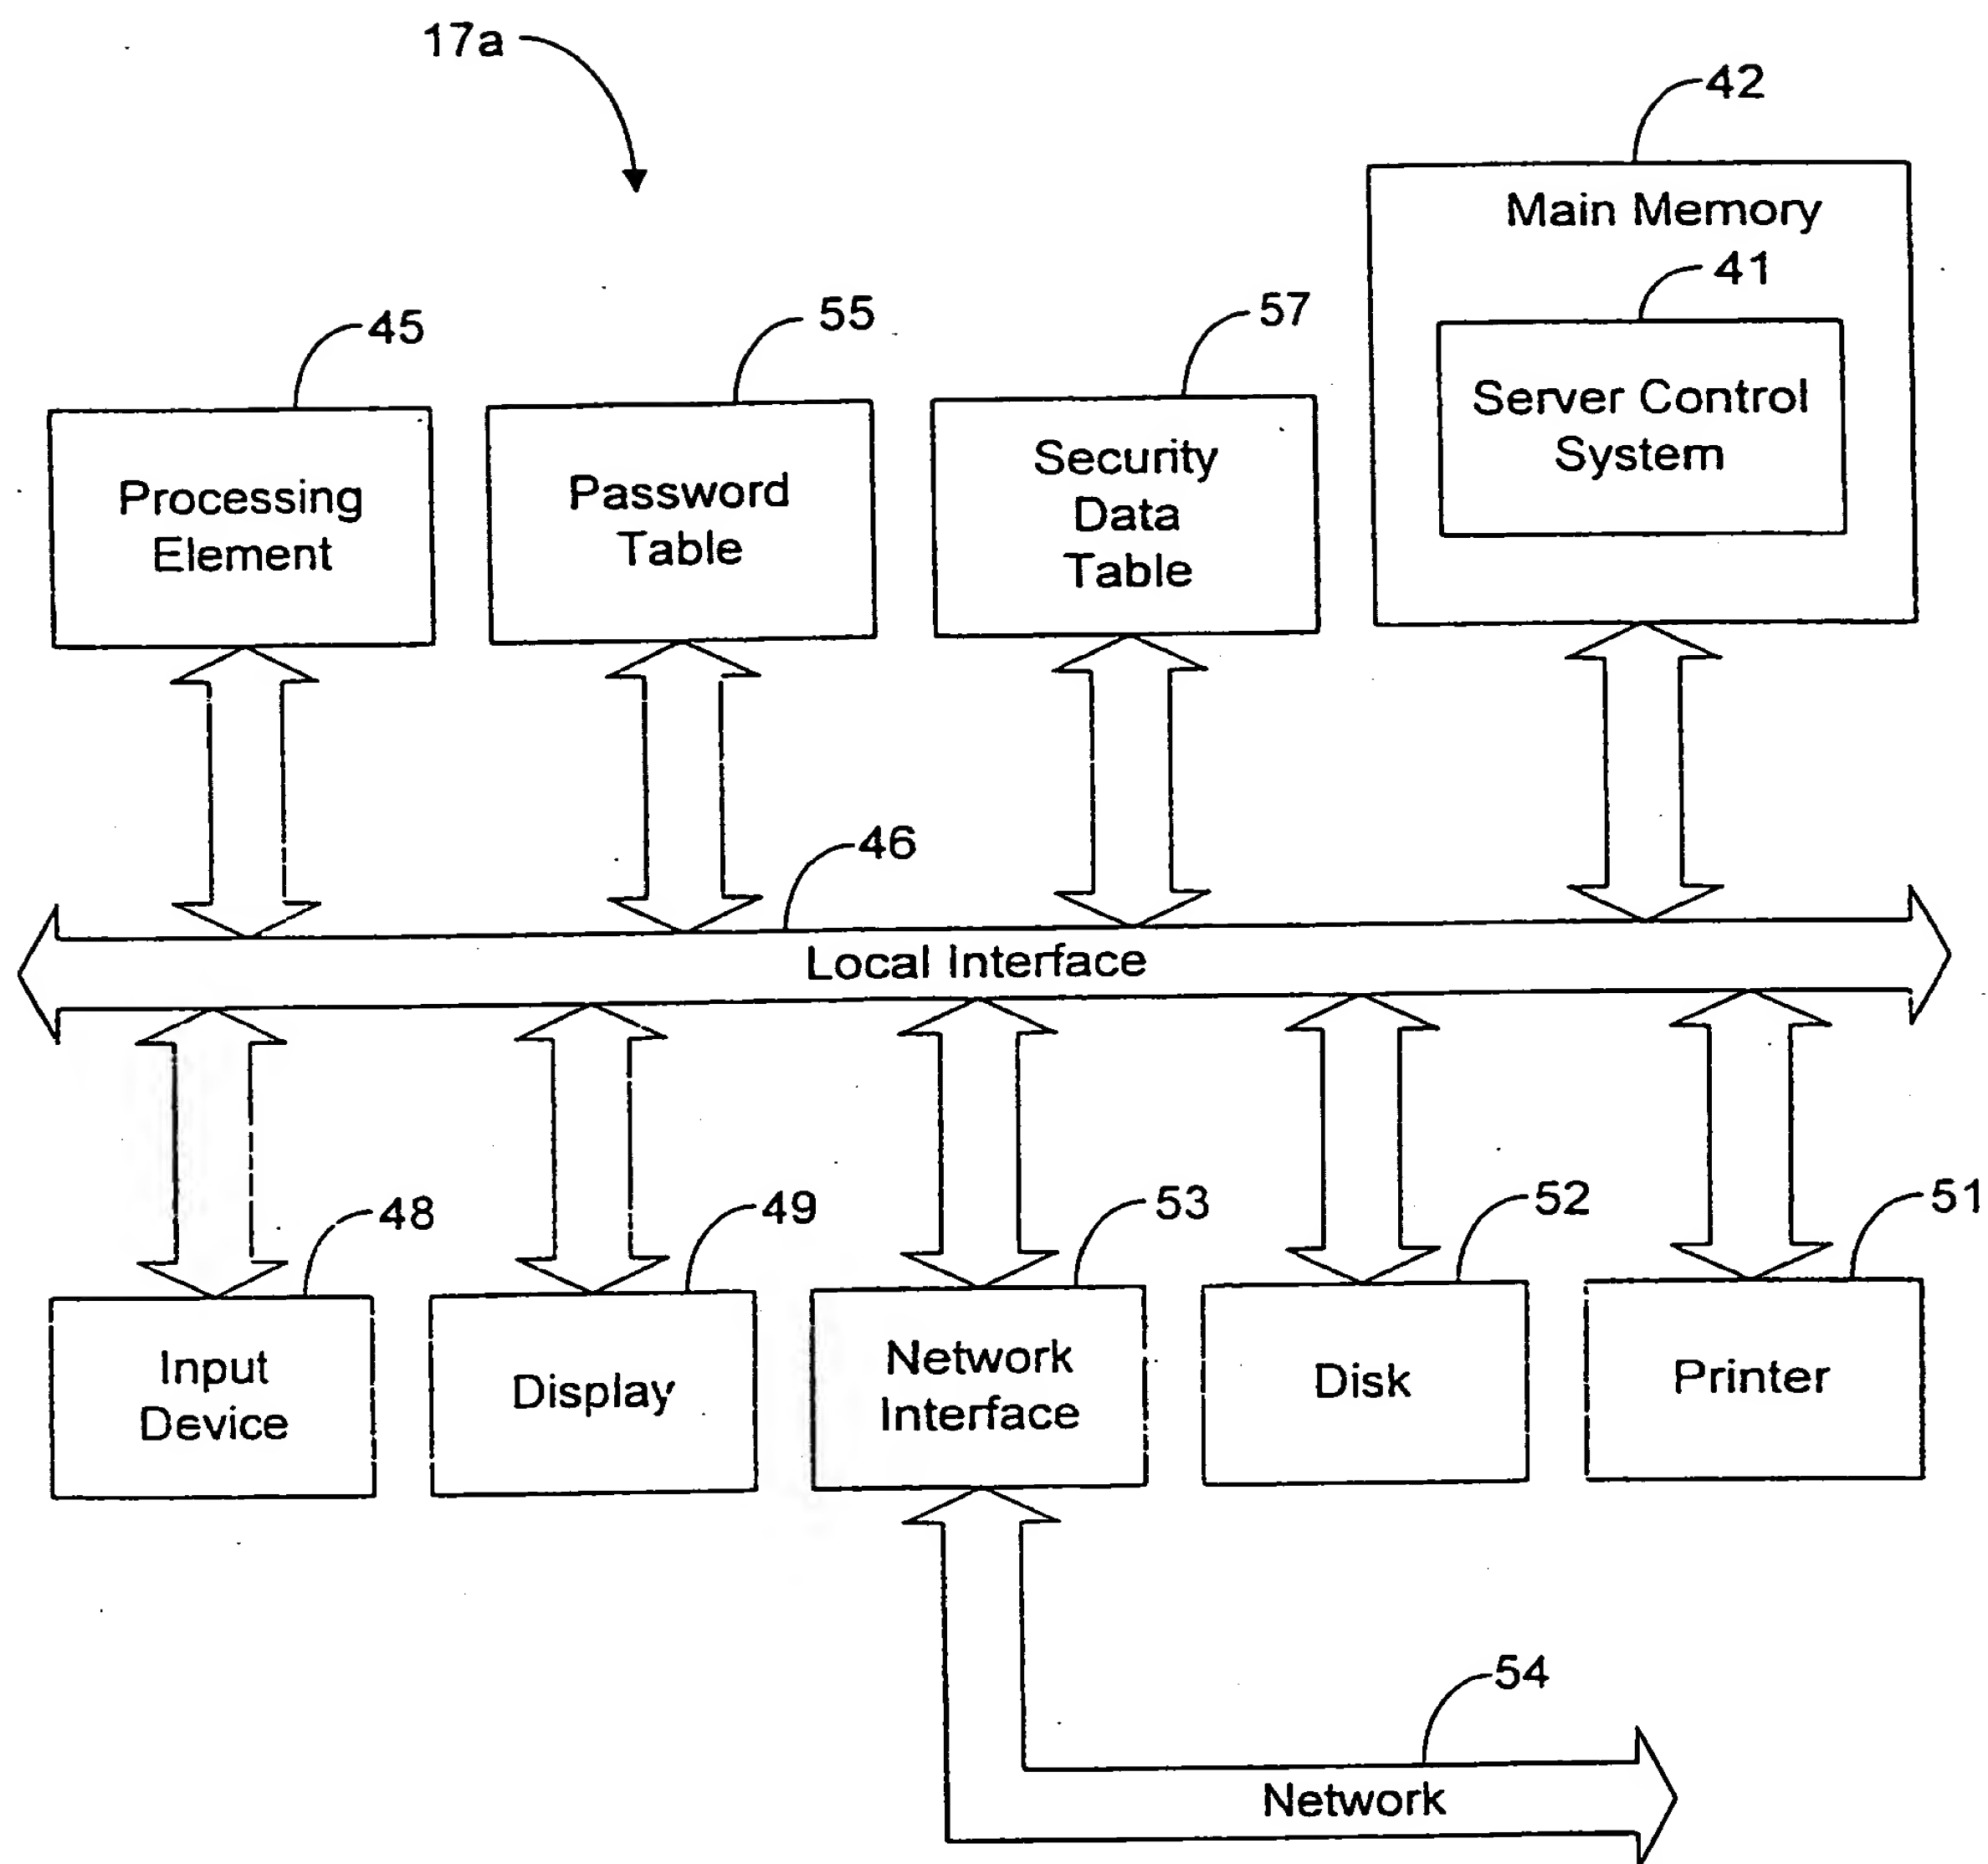 17a
42
Main Memory
41
Server Control
System
45
Processing
Element
55
Password
Table
57
Security
Data
Table
46
Local Interface
48
Input
Device
49
Display
53
Network
Interface
52
Disk
51
Printer
54
Network